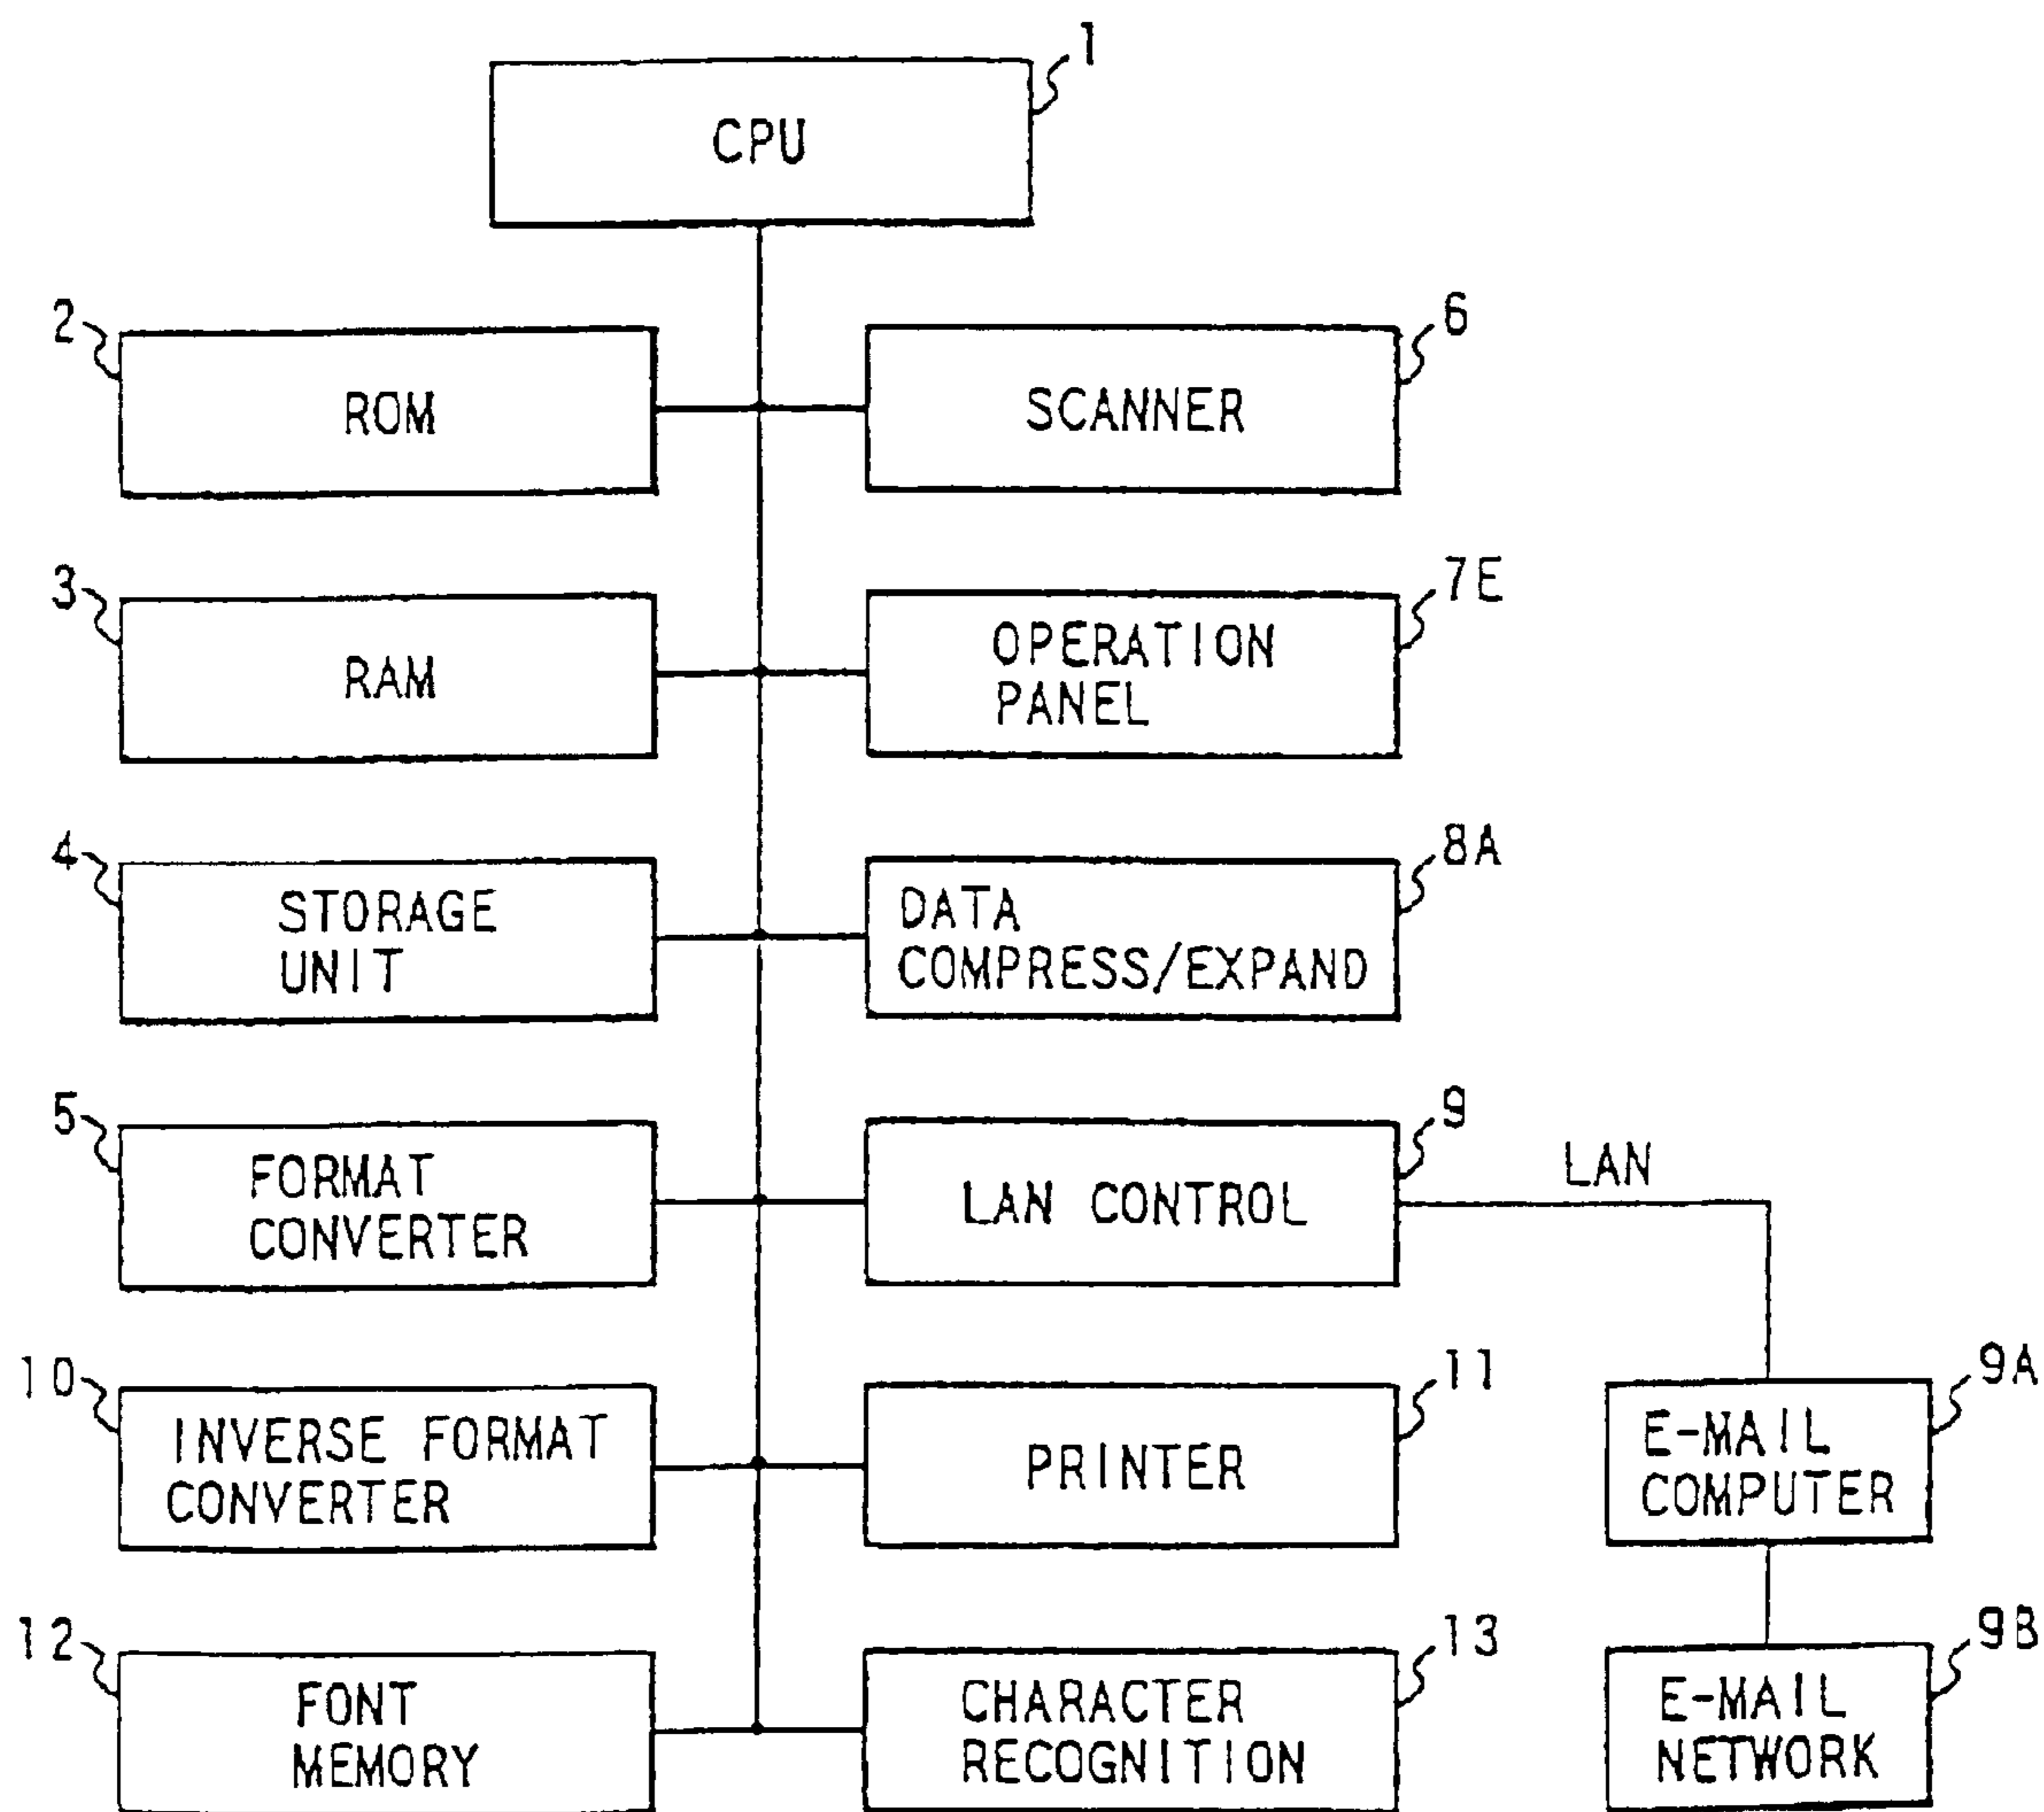 1
CPU
2
ROM
6
SCANNER
3
RAM
7E
OPERATION
PANEL
4
STORAGE
UNIT
8A
DATA
COMPRESS/EXPAND
5
FORMAT
CONVERTER
9
LAN CONTROL
LAN
10
INVERSE FORMAT
CONVERTER
11
PRINTER
9A
E-MAIL
COMPUTER
12
FONT
MEMORY
13
CHARACTER
RECOGNITION
9B
E-MAIL
NETWORK